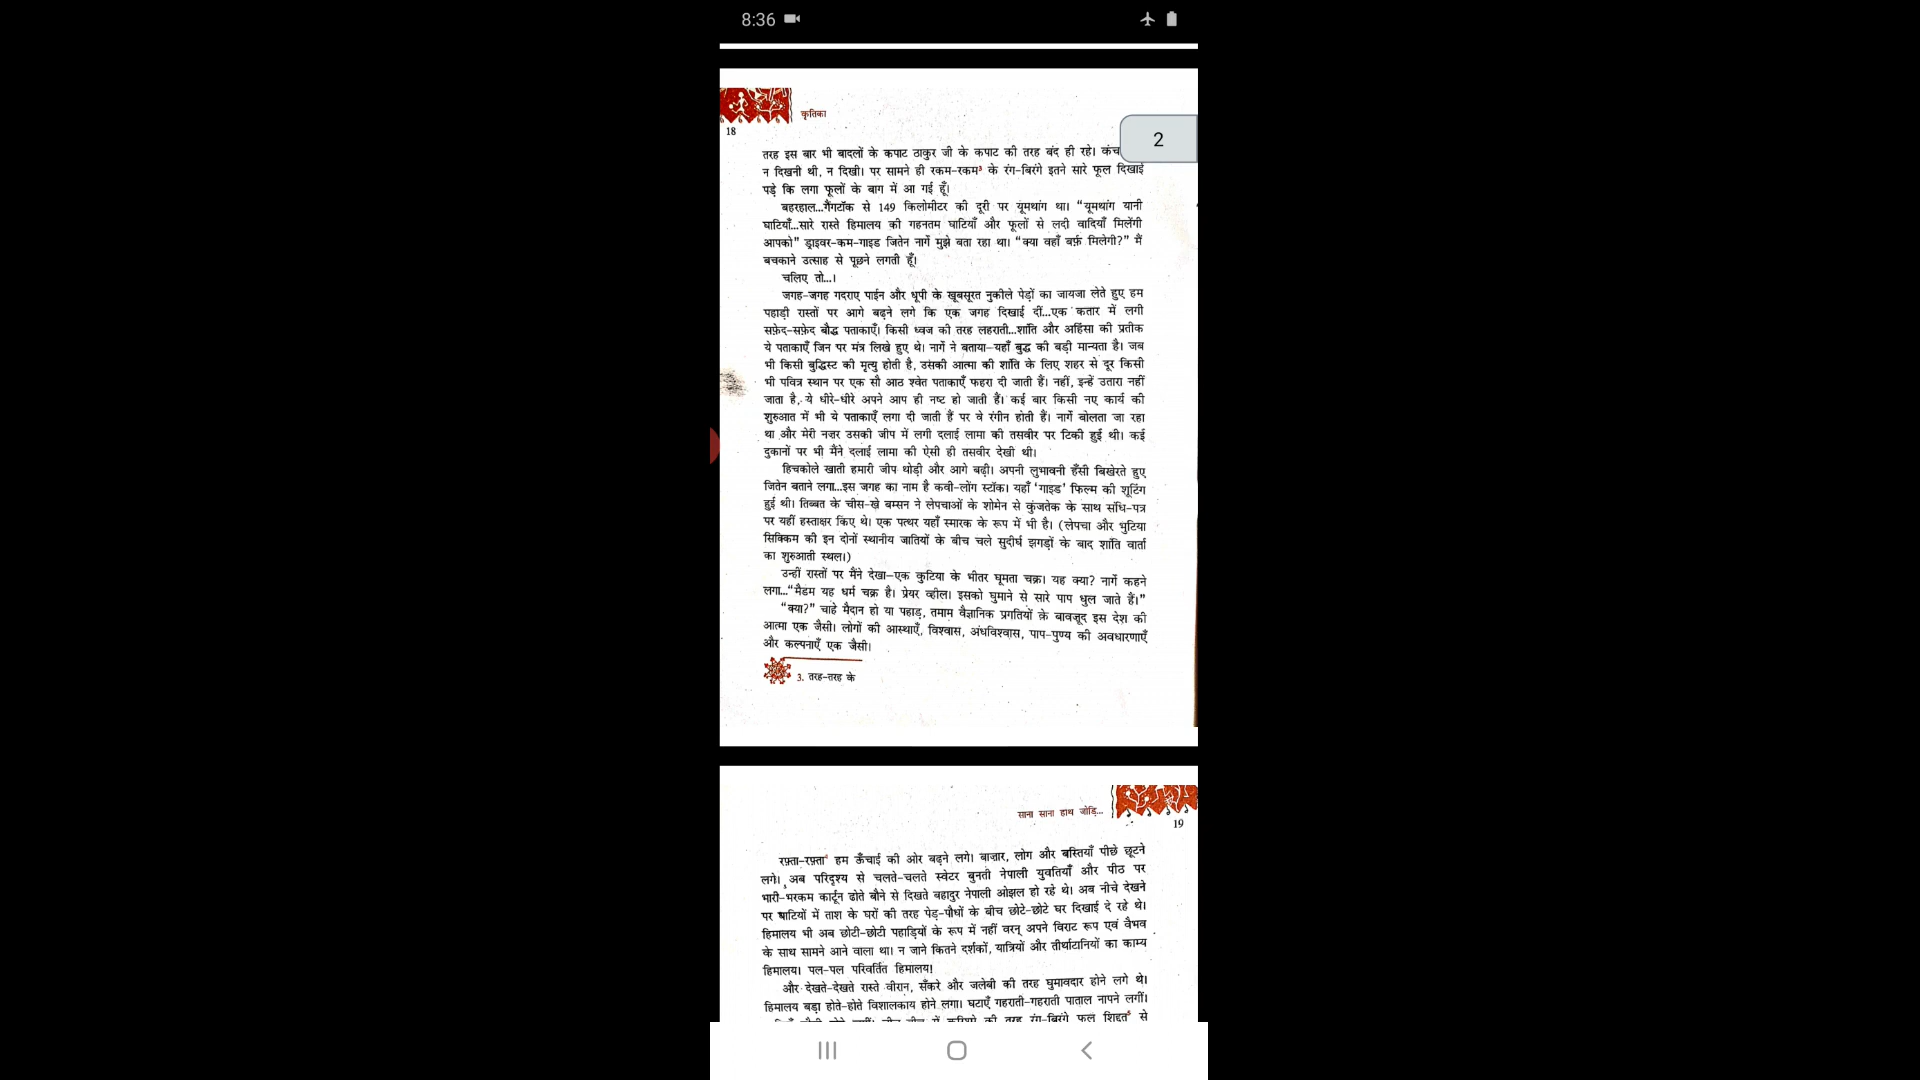 8:36
कृतिका
18
2
तरह इस बार भी बादलों के कपाट ठाकुर जी के कपाट की तरह बंद ही रहे। कंच
न दिखनी थी, न दिखी। पर सामने ही रकम-रकम³ के रंग-बिरंगे इतने सारे फूल दिखाई
पड़े कि लगा फूलों के बाग में आ गई हूँ।
बहरहाल...गैंगटॉक से 149 किलोमीटर की दूरी पर यूमथांग था। “यूमथांग यानी
घाटियाँ...सारे रास्ते हिमालय की गहनतम घाटियाँ और फूलों से लदी वादियाँ मिलेंगी
आपको” ड्राइवर-कम-गाइड जितेन नार्गे मुझे बता रहा था। “क्या वहाँ बर्फ़ मिलेगी?” मैं
बचकाने उत्साह से पूछने लगती हूँ।
चलिए तो...।
जगह-जगह गदराए पाईन और धूपी के खूबसूरत नुकीले पेड़ों का जायजा लेते हुए हम
पहाड़ी रास्तों पर आगे बढ़ने लगे कि एक जगह दिखाई दीं...एक कतार में लगी
सफ़ेद-सफ़ेद बौद्ध पताकाएँ। किसी ध्वज की तरह लहराती...शांति और अहिंसा की प्रतीक
ये पताकाएँ जिन पर मंत्र लिखे हुए थे। नार्गे ने बताया—यहाँ बुद्ध की बड़ी मान्यता है। जब
भी किसी बुद्धिस्ट की मृत्यु होती है, उसकी आत्मा की शांति के लिए शहर से दूर किसी
भी पवित्र स्थान पर एक सौ आठ श्वेत पताकाएँ फहरा दी जाती हैं। नहीं, इन्हें उतारा नहीं
जाता है, ये धीरे-धीरे अपने आप ही नष्ट हो जाती हैं। कई बार किसी नए कार्य की
शुरुआत में भी ये पताकाएँ लगा दी जाती हैं पर वे रंगीन होती हैं। नार्गे बोलता जा रहा
था और मेरी नज़र उसकी जीप में लगी दलाई लामा की तसवीर पर टिकी हुई थी। कई
दुकानों पर भी मैंने दलाई लामा की ऐसी ही तसवीर देखी थी।
हिचकोले खाती हमारी जीप थोड़ी और आगे बढ़ी। अपनी लुभावनी हँसी बिखेरते हुए
जितेन बताने लगा...इस जगह का नाम है कवी-लोंग स्टॉक। यहाँ ‘गाइड’ फिल्म की शूटिंग
हुई थी। तिब्बत के चीस-खे बम्सन ने लेपचाओं के शोमेन से कुंजतेक के साथ संधि-पत्र
पर यहीं हस्ताक्षर किए थे। एक पत्थर यहाँ स्मारक के रूप में भी है। (लेपचा और भुटिया
सिक्किम की इन दोनों स्थानीय जातियों के बीच चले सुदीर्घ झगड़ों के बाद शांति वार्ता
का शुरुआती स्थल।)
उन्हीं रास्तों पर मैंने देखा—एक कुटिया के भीतर घूमता चक्र। यह क्या? नार्गे कहने
लगा...“मैडम यह धर्म चक्र है। प्रेयर व्हील। इसको घुमाने से सारे पाप धुल जाते हैं।”
“क्या?” चाहे मैदान हो या पहाड़, तमाम वैज्ञानिक प्रगतियों के बावजूद इस देश की
आत्मा एक जैसी। लोगों की आस्थाएँ, विश्वास, अंधविश्वास, पाप-पुण्य की अवधारणाएँ
और कल्पनाएँ एक जैसी।
3. तरह-तरह के
साना साना हाथ जोड़ि...
19
रफ़्ता-रफ़्ता⁴ हम ऊँचाई की ओर बढ़ने लगे। बाज़ार, लोग और बस्तियाँ पीछे छूटने
लगे। अब परिदृश्य से चलते-चलते स्वेटर बुनती नेपाली युवतियाँ और पीठ पर
भारी-भरकम कार्टून ढोते बौने से दिखते बहादुर नेपाली ओझल हो रहे थे। अब नीचे देखने
पर घाटियों में ताश के घरों की तरह पेड़-पौधों के बीच छोटे-छोटे घर दिखाई दे रहे थे।
हिमालय भी अब छोटी-छोटी पहाड़ियों के रूप में नहीं वरन् अपने विराट रूप एवं वैभव
के साथ सामने आने वाला था। न जाने कितने दर्शकों, यात्रियों और तीर्थाटानियों का काम्य
हिमालय। पल-पल परिवर्तित हिमालय!
और देखते-देखते रास्ते वीरान, सँकरे और जलेबी की तरह घुमावदार होने लगे थे।
हिमालय बड़ा होते-होते विशालकाय होने लगा। घटाएँ गहराती-गहराती पाताल नापने लगीं।
की तरह रंग-बिरंगे फूल शिद्दत⁵ से